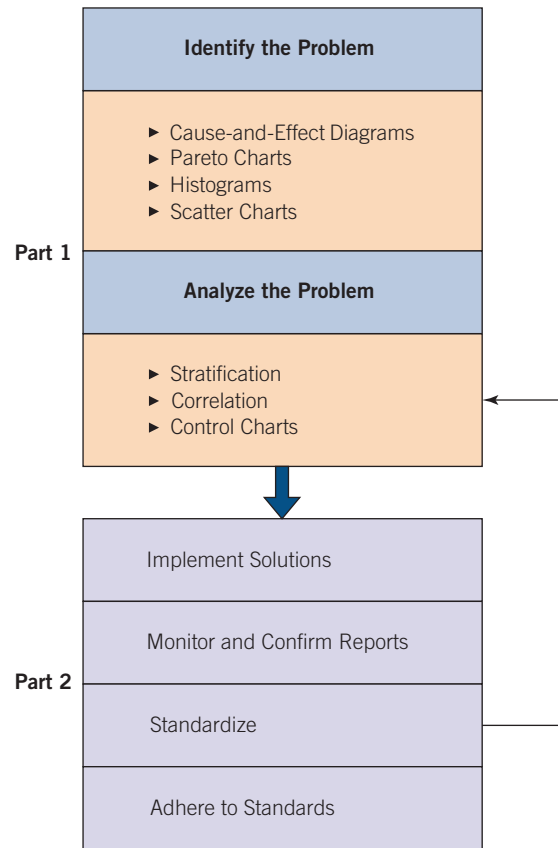 Identify the Problem
► Cause-and-Effect Diagrams
► Pareto Charts
► Histograms
► Scatter Charts
Part 1
Analyze the Problem
► Stratification
► Correlation
► Control Charts
Implement Solutions
Monitor and Confirm Reports
Part 2
Standardize
Adhere to Standards